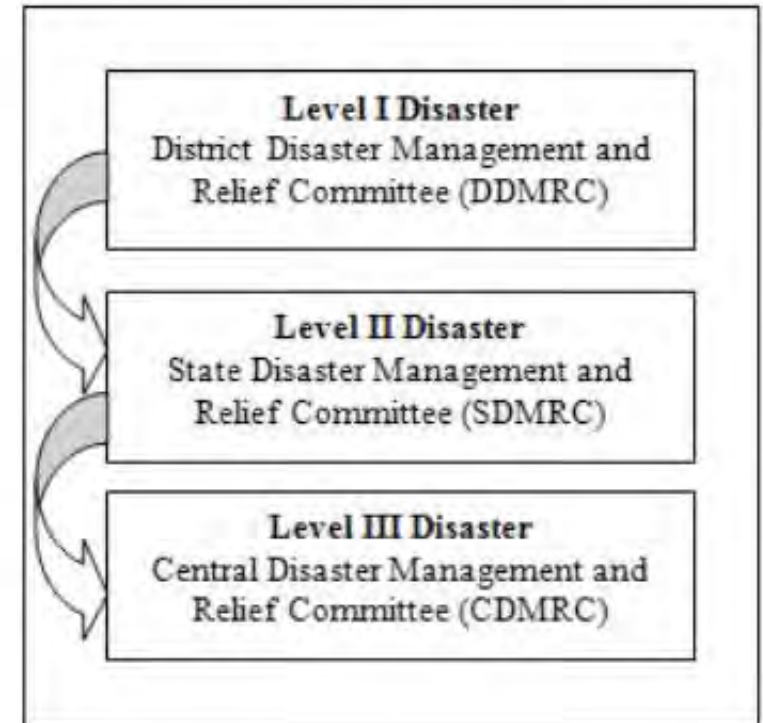 Level I Disaster
District Disaster Management and
Relief Committee (DDMRC)
Level II Disaster
State Disaster Management and
Relief Committee (SDMRC)
Level III Disaster
Central Disaster Management and
Relief Committee (CDMRC)